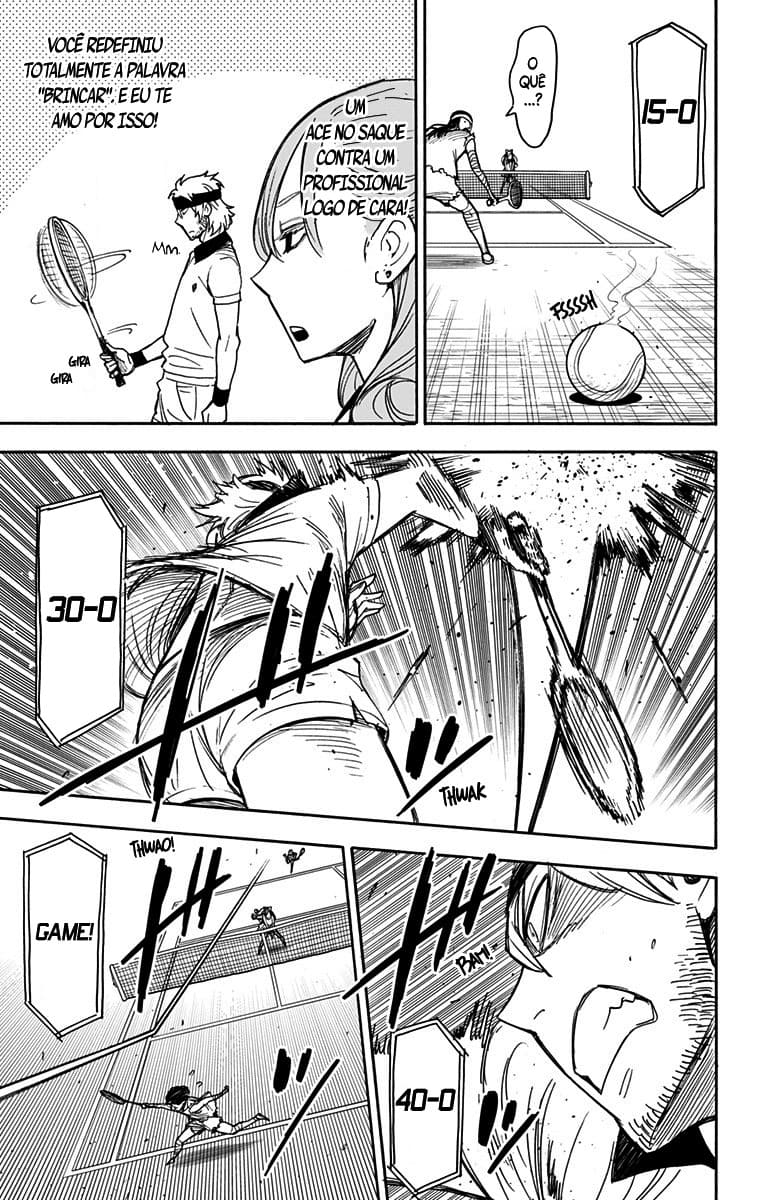 15-0
O
QUÊ
...?
FSSSSH
UM
ACE NO SAQUE
CONTRA UM
PROFISSIONAL
LOGO DE CARA!
VOCÊ REDEFINIU
TOTALMENTE A PALAVRA
"BRINCAR". E EU TE
AMO POR ISSO!
MM..
GIRA
GIRA
30-0
THWAK
BAM!
40-0
THWAO!
GAME!